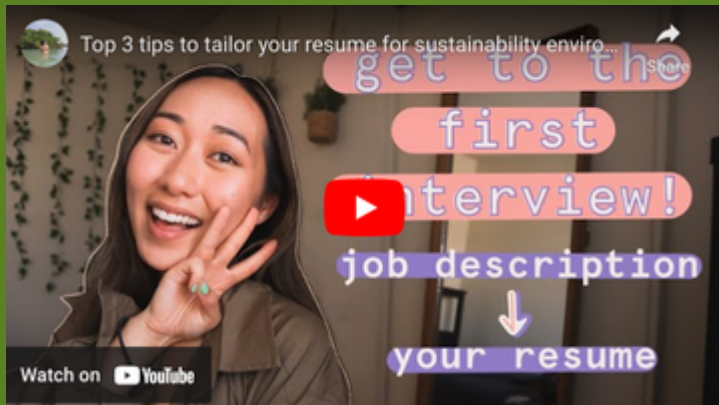 Top 3 tips to tailor your resume for sustainability enviro...
Share
get to the
first
interview!
job description
your resume
Watch on YouTube